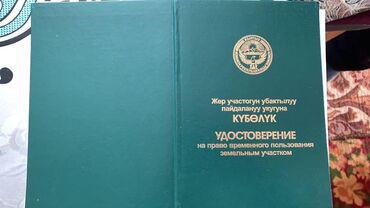 Жер участогун убактылуу
пайдалануу укугуна
КҮБӨЛҮК
УДОСТОВЕРЕНИЕ
на право временного пользования
земельным участком